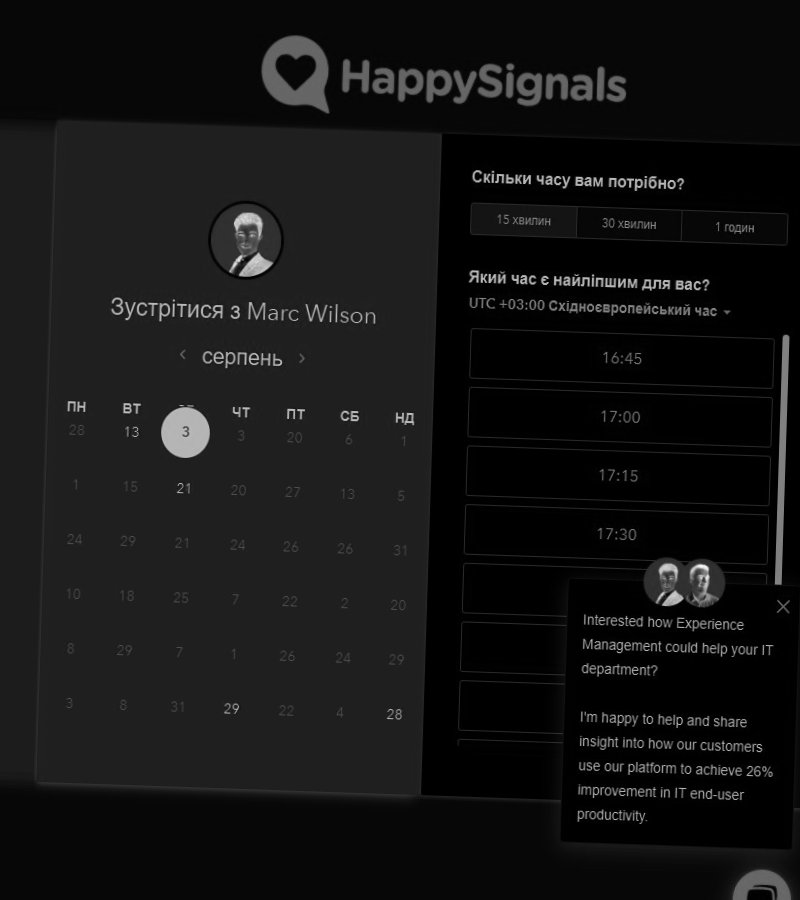 HappySignals
Зустрітися з Marc Wilson
серпень
ПН ВТ ЧТ ПТ СБ НД
28 13 3 3 20 6 1
1 15 21 20 27 13 5
24 29 21 24 26 26 31
10 18 25 7 22 2 20
8 29 7 1 26 24 29
3 8 31 29 22 4 28
Скільки часу вам потрібно?
15 хвилин 30 хвилин 1 годин
Який час є найліпшим для вас?
UTC +03:00 Східноєвропейський час
16:45
17:00
17:15
17:30
Interested how Experience
Management could help your IT
department?
I'm happy to help and share
insight into how our customers
use our platform to achieve 26%
improvement in IT end-user
productivity.